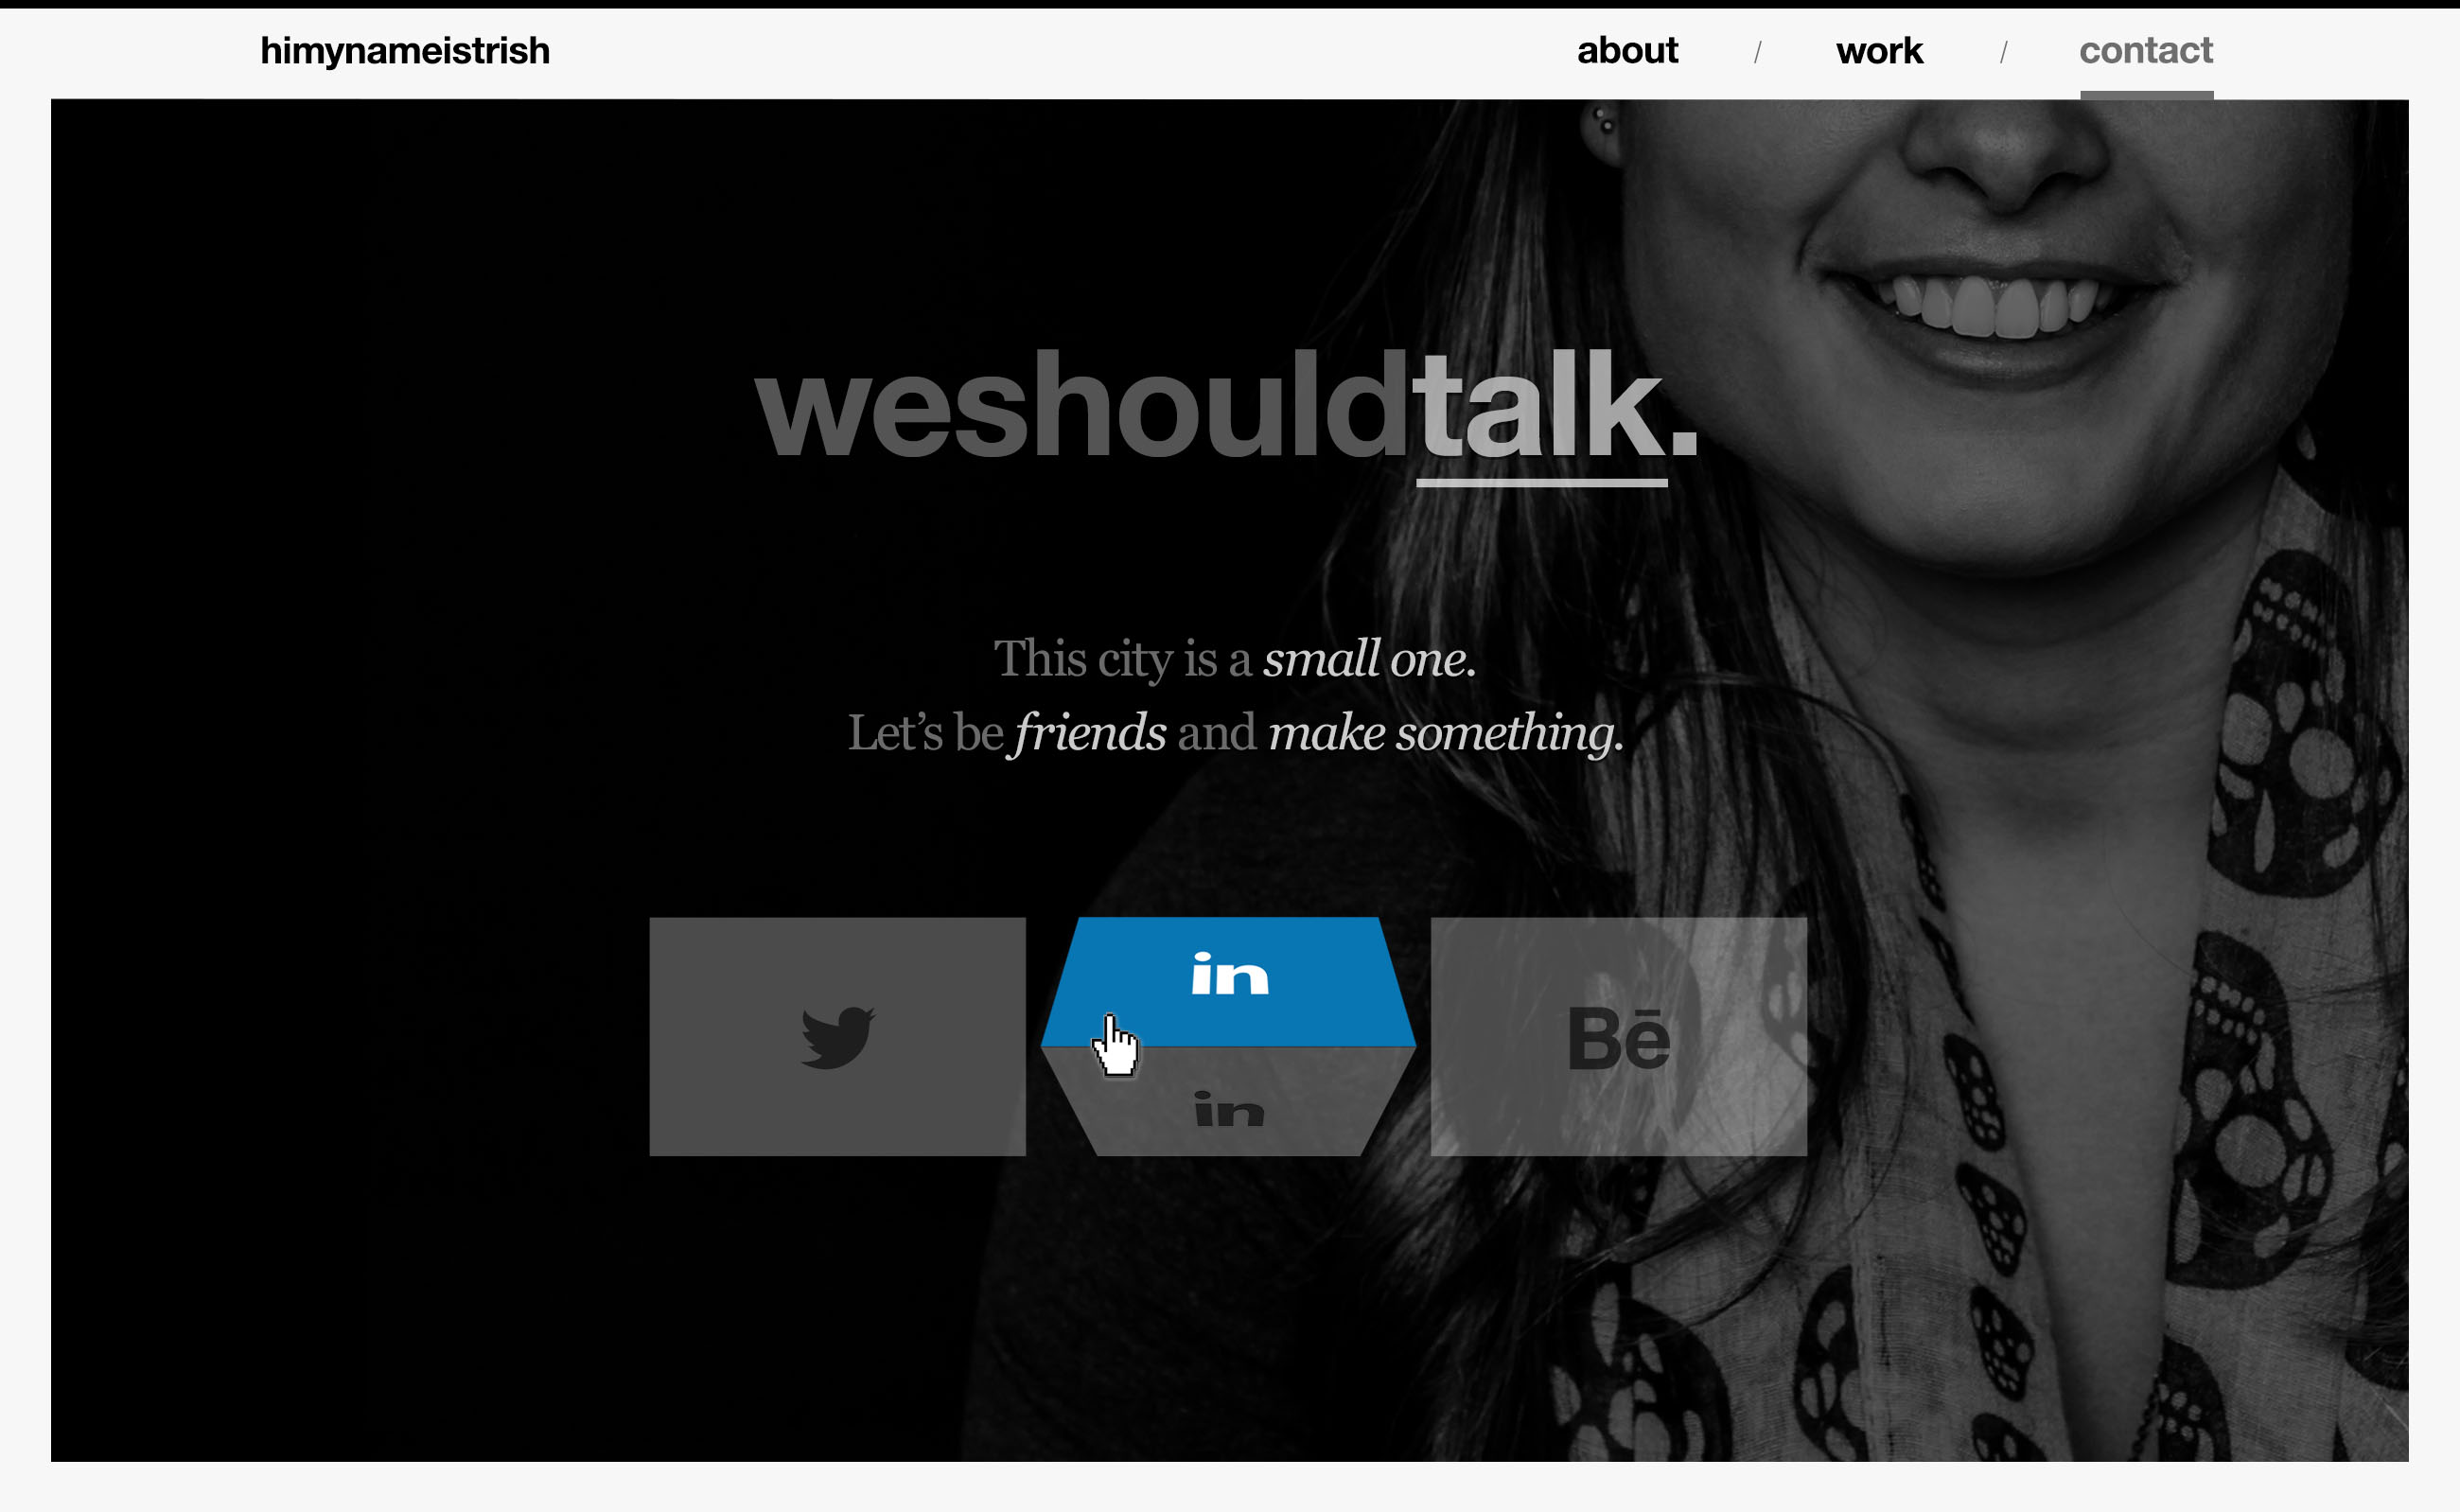 himynameistrish
about / work / contact
weshouldtalk.
This city is a small one.
Let’s be friends and make something.
in
in
Bē